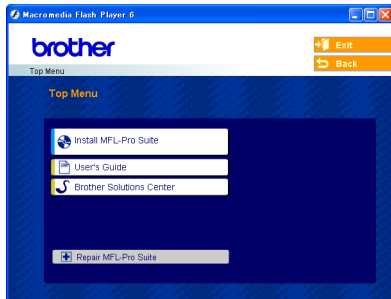 Macromedia Flash Player 6
brother
Exit
Back
Top Menu
Top Menu
Install MFL-Pro Suite
User's Guide
Brother Solutions Center
Repair MFL-Pro Suite